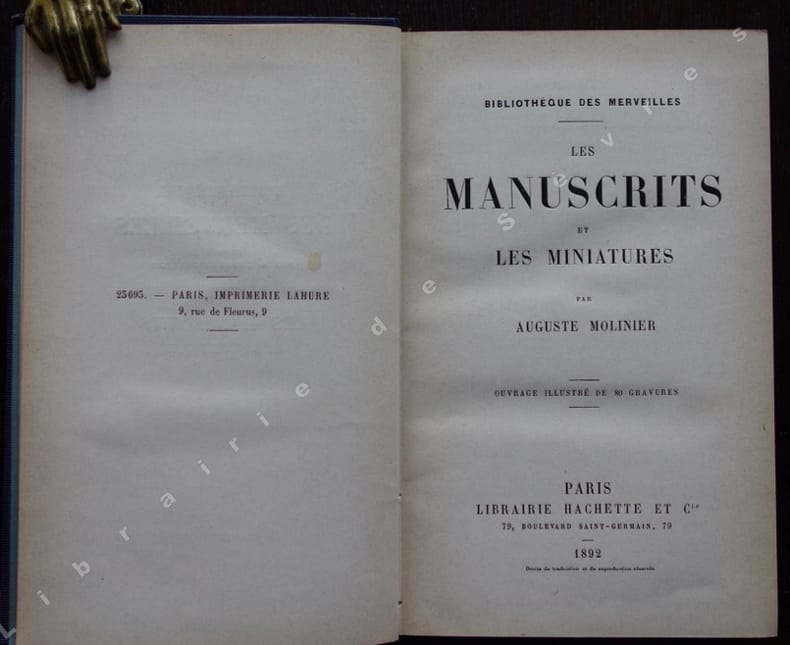 25693. — PARIS, IMPRIMERIE LAHURE
9, rue de Fleurus, 9
BIBLIOTHÈQUE DES MERVEILLES
LES
MANUSCRITS
ET
LES MINIATURES
PAR
AUGUSTE MOLINIER
OUVRAGE ILLUSTRÉ DE 80 GRAVURES
PARIS
LIBRAIRIE HACHETTE ET Cie
79, BOULEVARD SAINT-GERMAIN, 79
1892
Droits de traduction et de reproduction réservés
Librairie de Sèvres